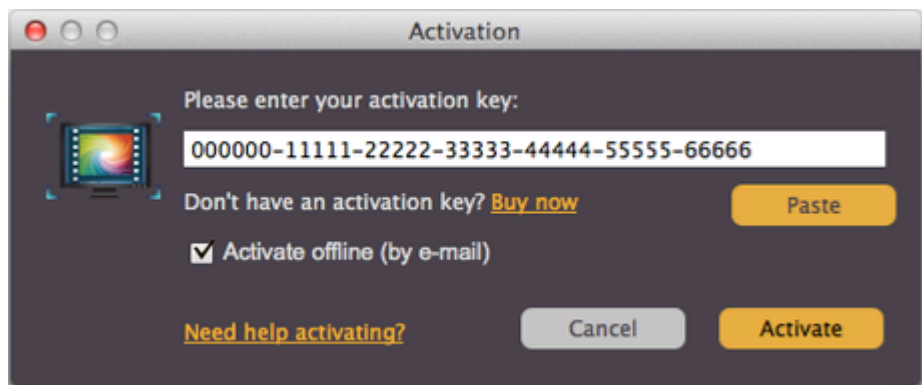 Activation
Please enter your activation key:
000000-11111-22222-33333-44444-55555-66666
Don't have an activation key? Buy now
Paste
Activate offline (by e-mail)
Need help activating?
Cancel
Activate